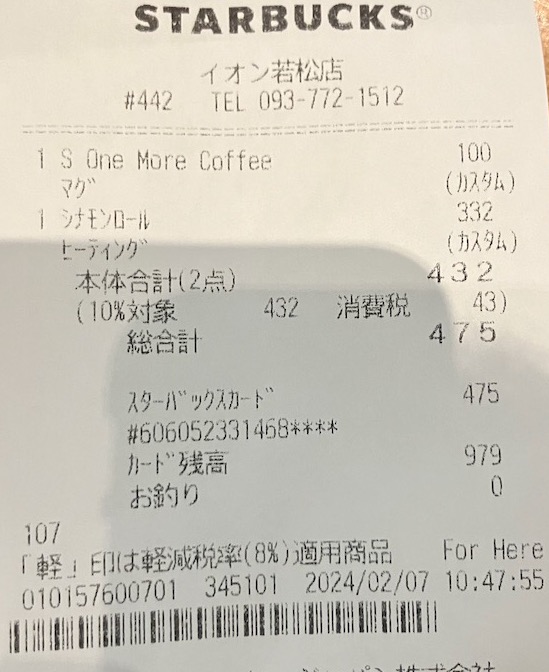 STARBUCKS®
イオン若松店
#442 TEL 093-772-1512
1 S One More Coffee 100
マグ (カスタム)
1 シナモンロール 332
ヒーティング (カスタム)
本体合計(2点) 432
(10%対象 432 消費税 43)
総合計 475
スターバックスカード 475
#606052331468****
カード残高 979
お釣り 0
107
「軽」印は軽減税率(8%)適用商品 For Here
010157600701 345101 2024/02/07 10:47:55